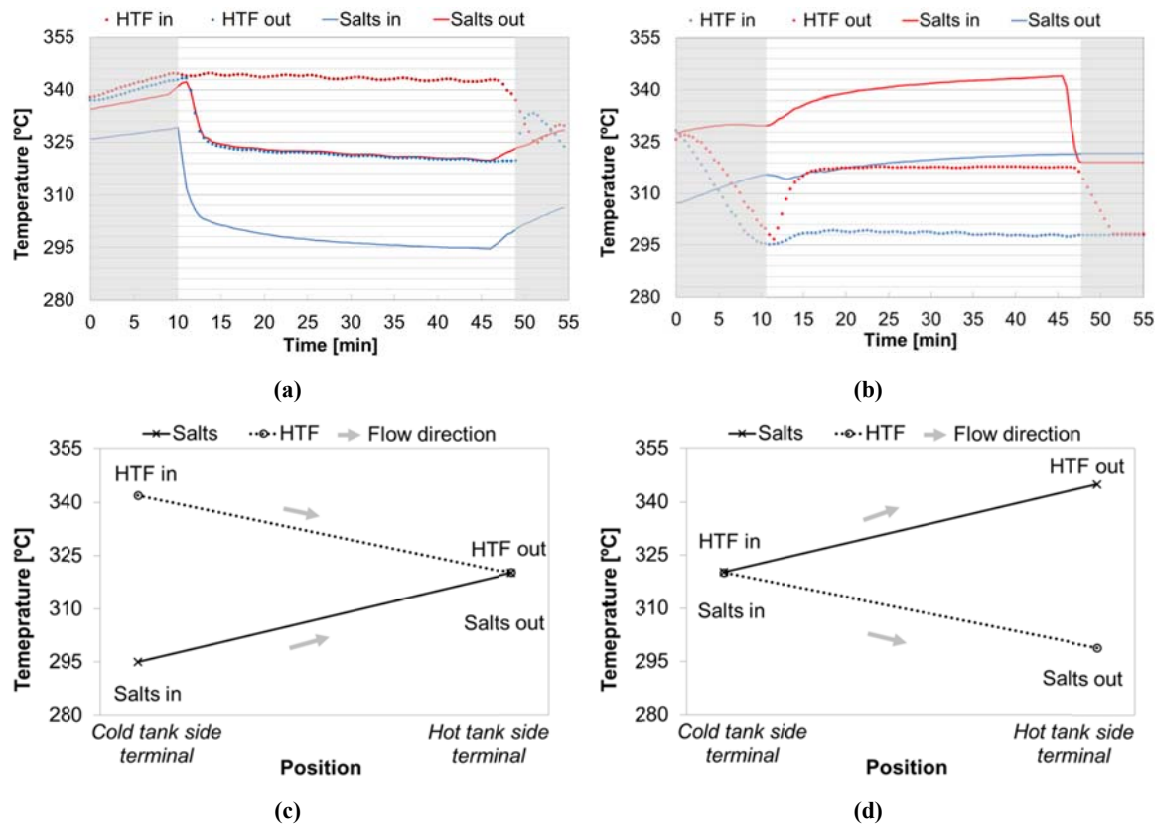 HTF in HTF out Salts in Salts out
355
340
325
310
295
280
Temperature [ºC]
0 5 10 15 20 25 30 35 40 45 50 55
Time [min]
(a)
HTF in HTF out Salts in Salts out
355
340
325
310
295
280
Temperature [ºC]
0 5 10 15 20 25 30 35 40 45 50 55
Time [min]
(b)
Salts HTF Flow direction
355
340
325
310
295
280
Temeprature [ºC]
HTF in
HTF out
Salts out
Salts in
Cold tank side
terminal
Hot tank side
terminal
Position
(c)
Salts HTF Flow direction
355
340
325
310
295
280
Temeprature [ºC]
HTF out
HTF in
Salts in
Salts out
Cold tank side
terminal
Hot tank side
terminal
Position
(d)